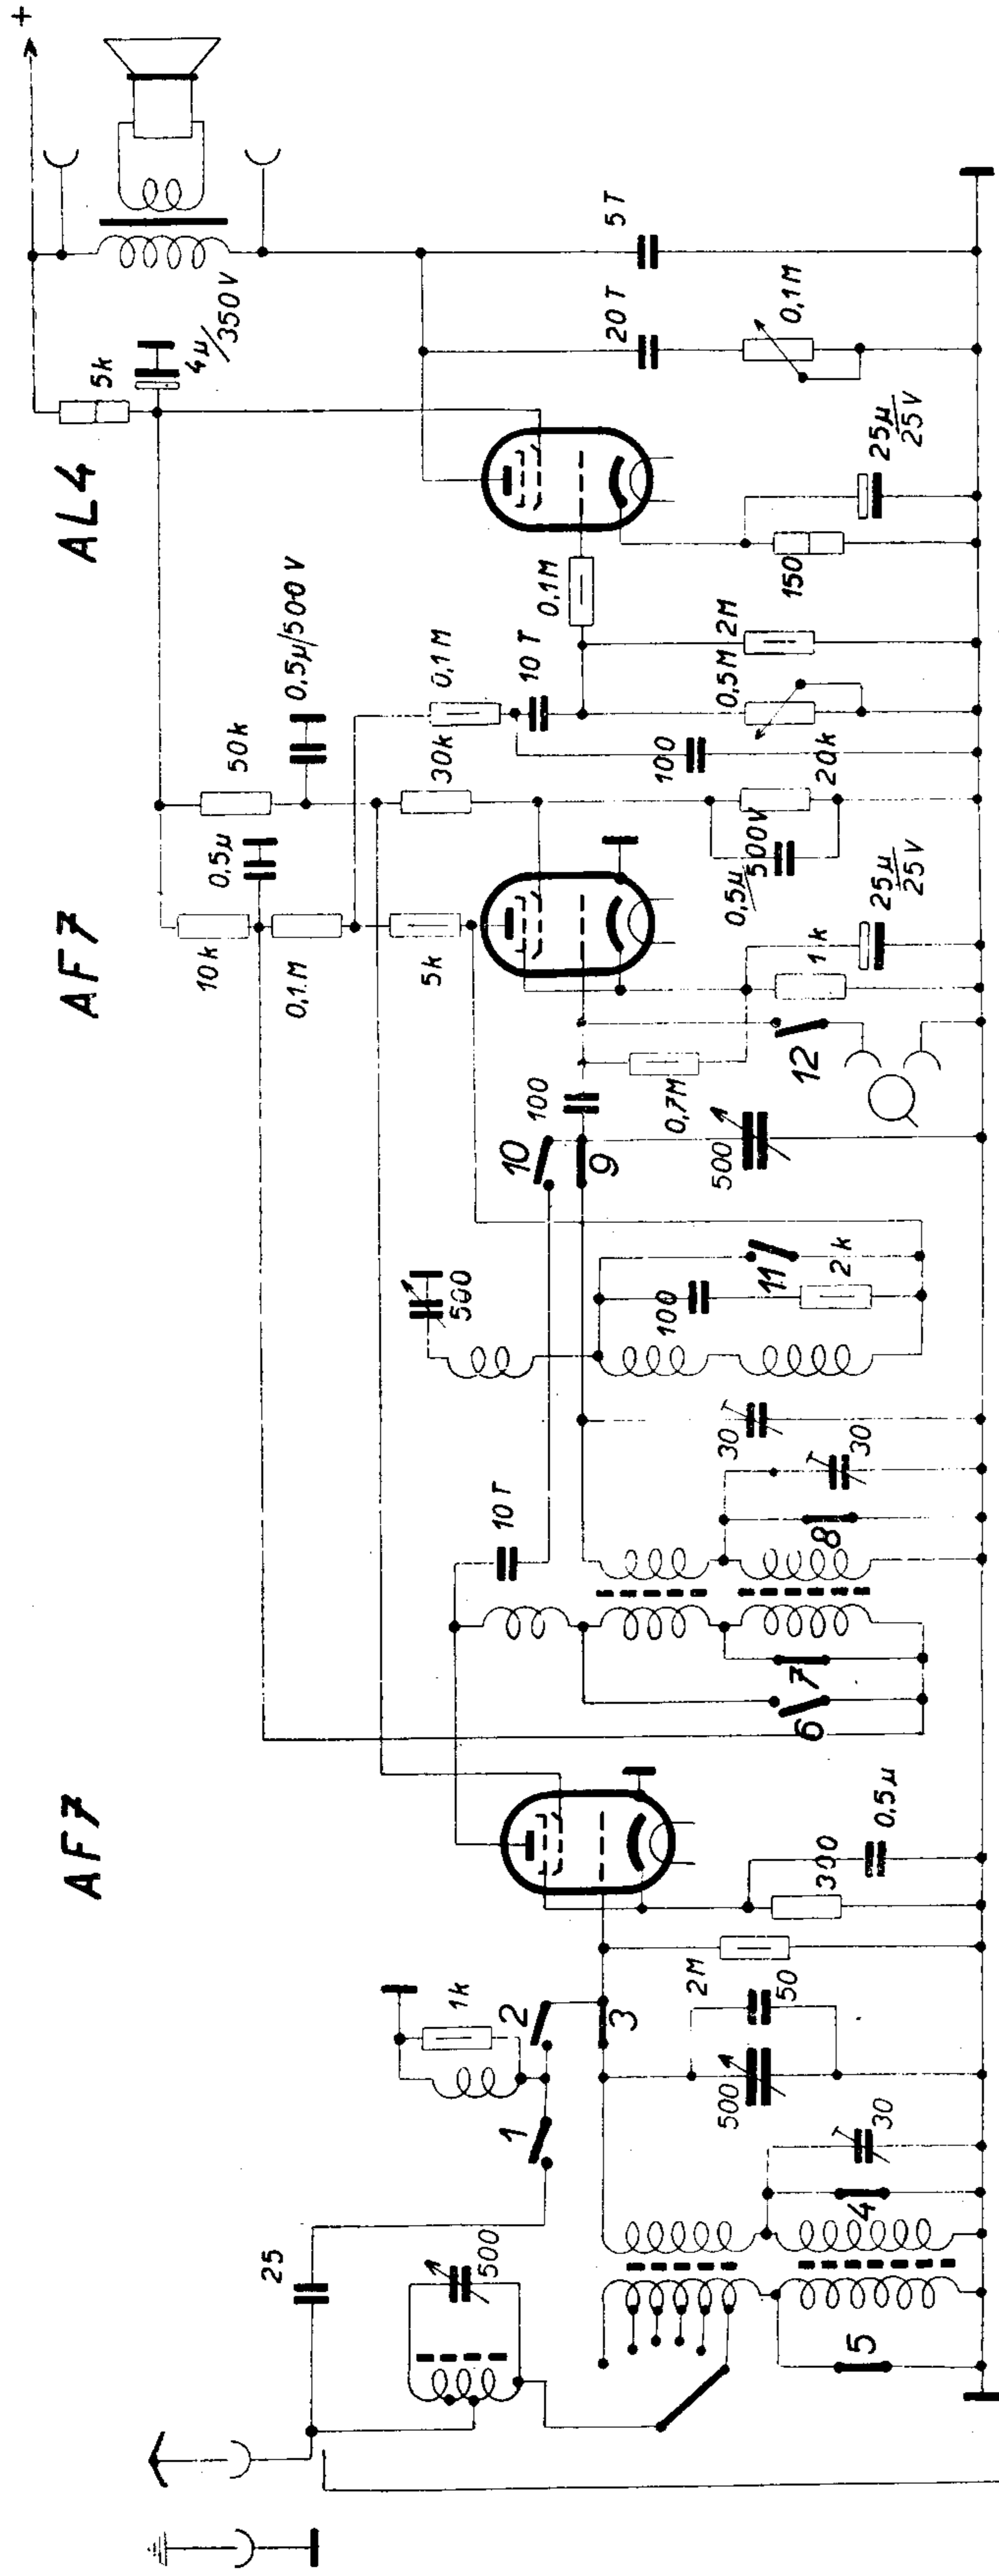 AF7
AF7
AL4
+
25
500
1
2
3
1k
500
50
2M
30
4
5
300
0,5µ
6
7
8
10T
30
30
500
100
2k
11
10
9
100
500
0,7M
12
1k
25µ/25V
10k
0,1M
0,5µ
5k
50k
0,5µ/500V
30k
0,5µ/500V
20k
0,1M
10T
100
0,5M
2M
0,1M
150
25µ/25V
5k
4µ/350V
20T
0,1M
5T